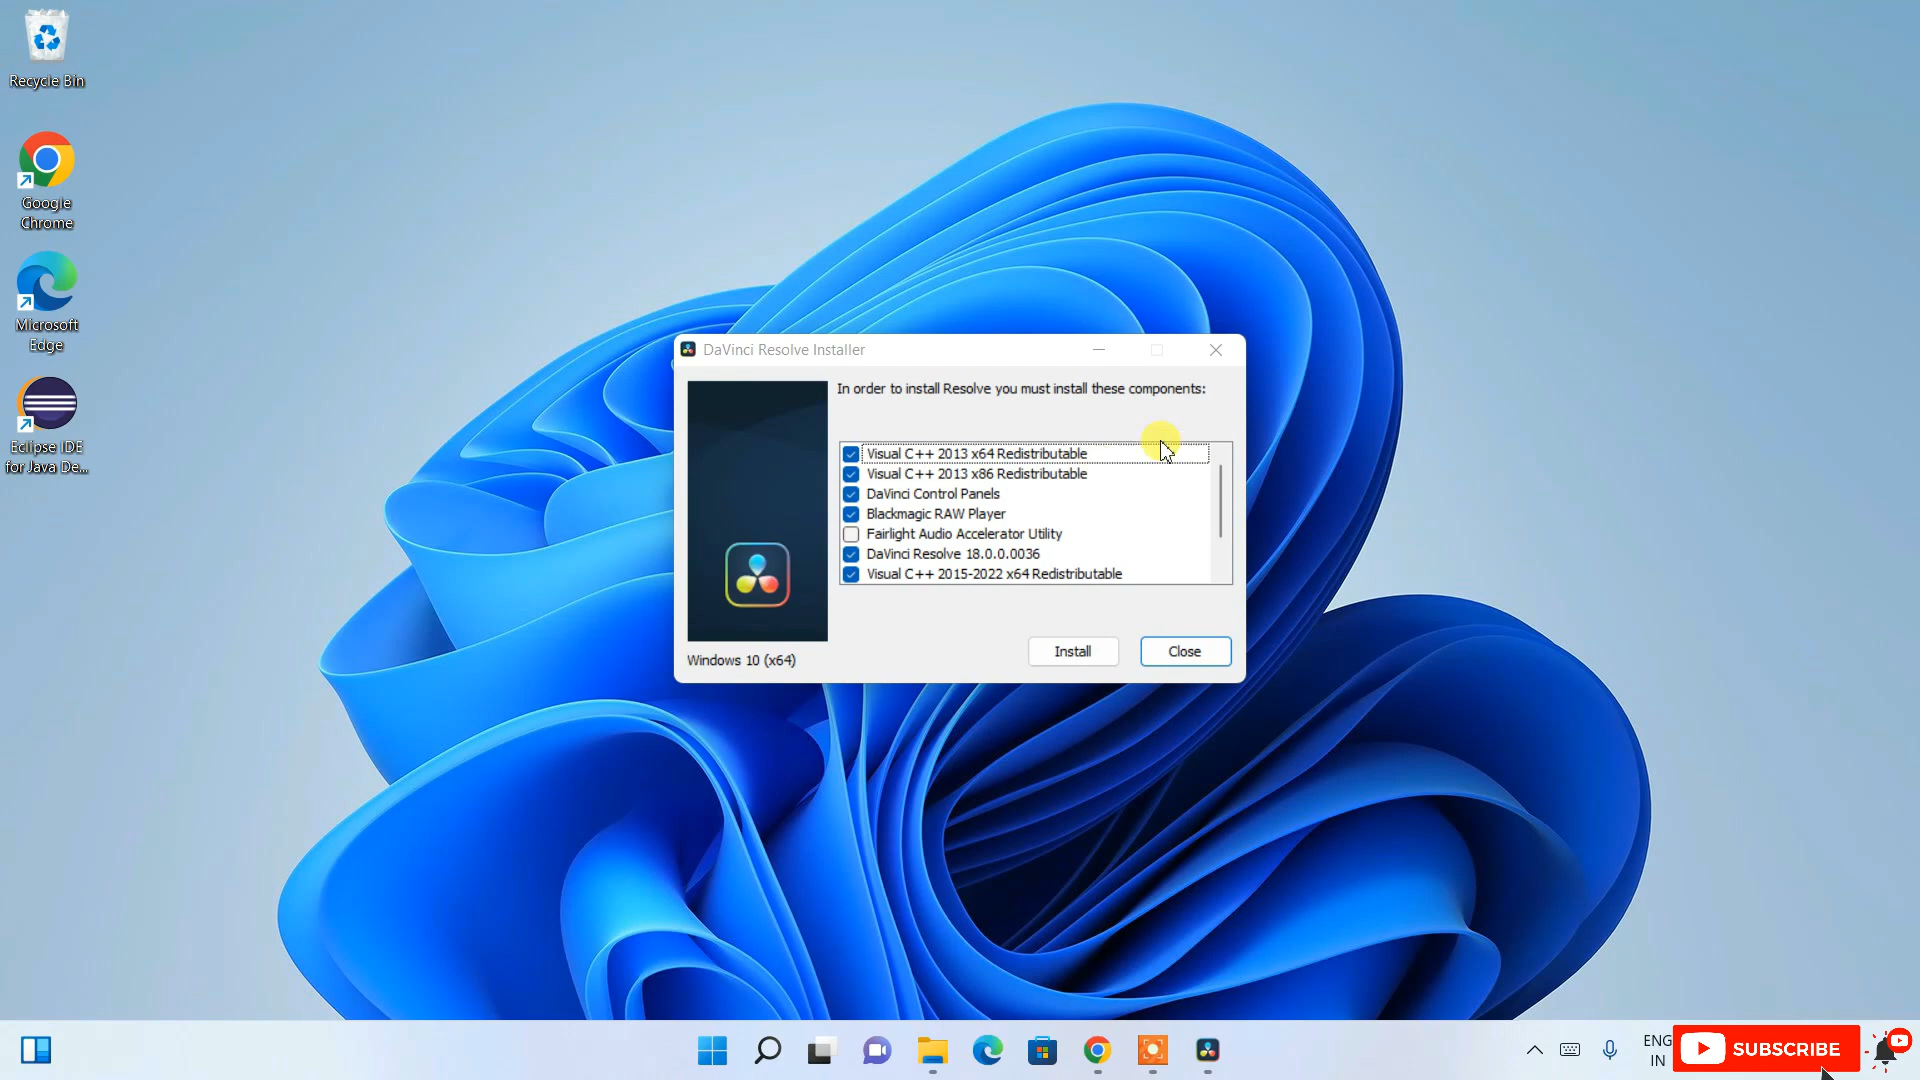 Recycle Bin
Google
Chrome
Microsoft
Edge
Eclipse IDE
for Java De...
DaVinci Resolve Installer
In order to install Resolve you must install these components:
Visual C++ 2013 x64 Redistributable
Visual C++ 2013 x86 Redistributable
DaVinci Control Panels
Blackmagic RAW Player
Fairlight Audio Accelerator Utility
DaVinci Resolve 18.0.0.0036
Visual C++ 2015-2022 x64 Redistributable
Windows 10 (x64)
Install
Close
ENG
IN
SUBSCRIBE